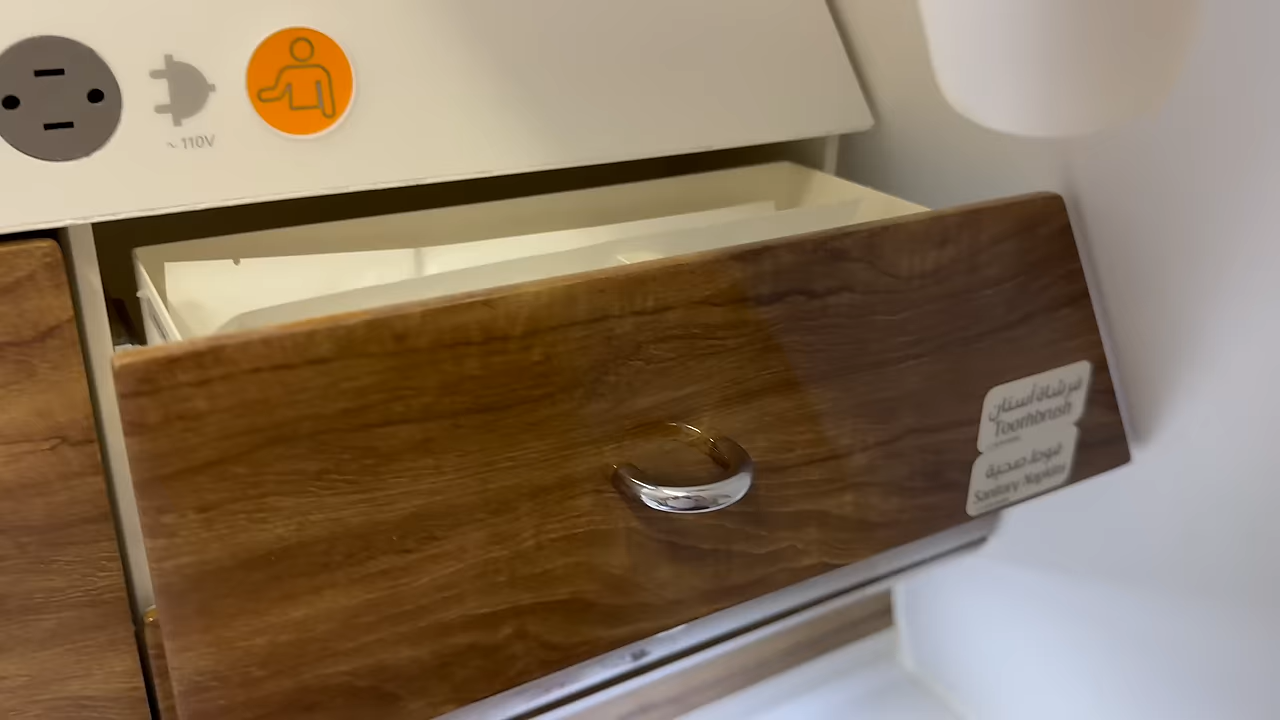 ~110V
فرشاة أسنان
Toothbrush
فوط صحية
Sanitary Napkins